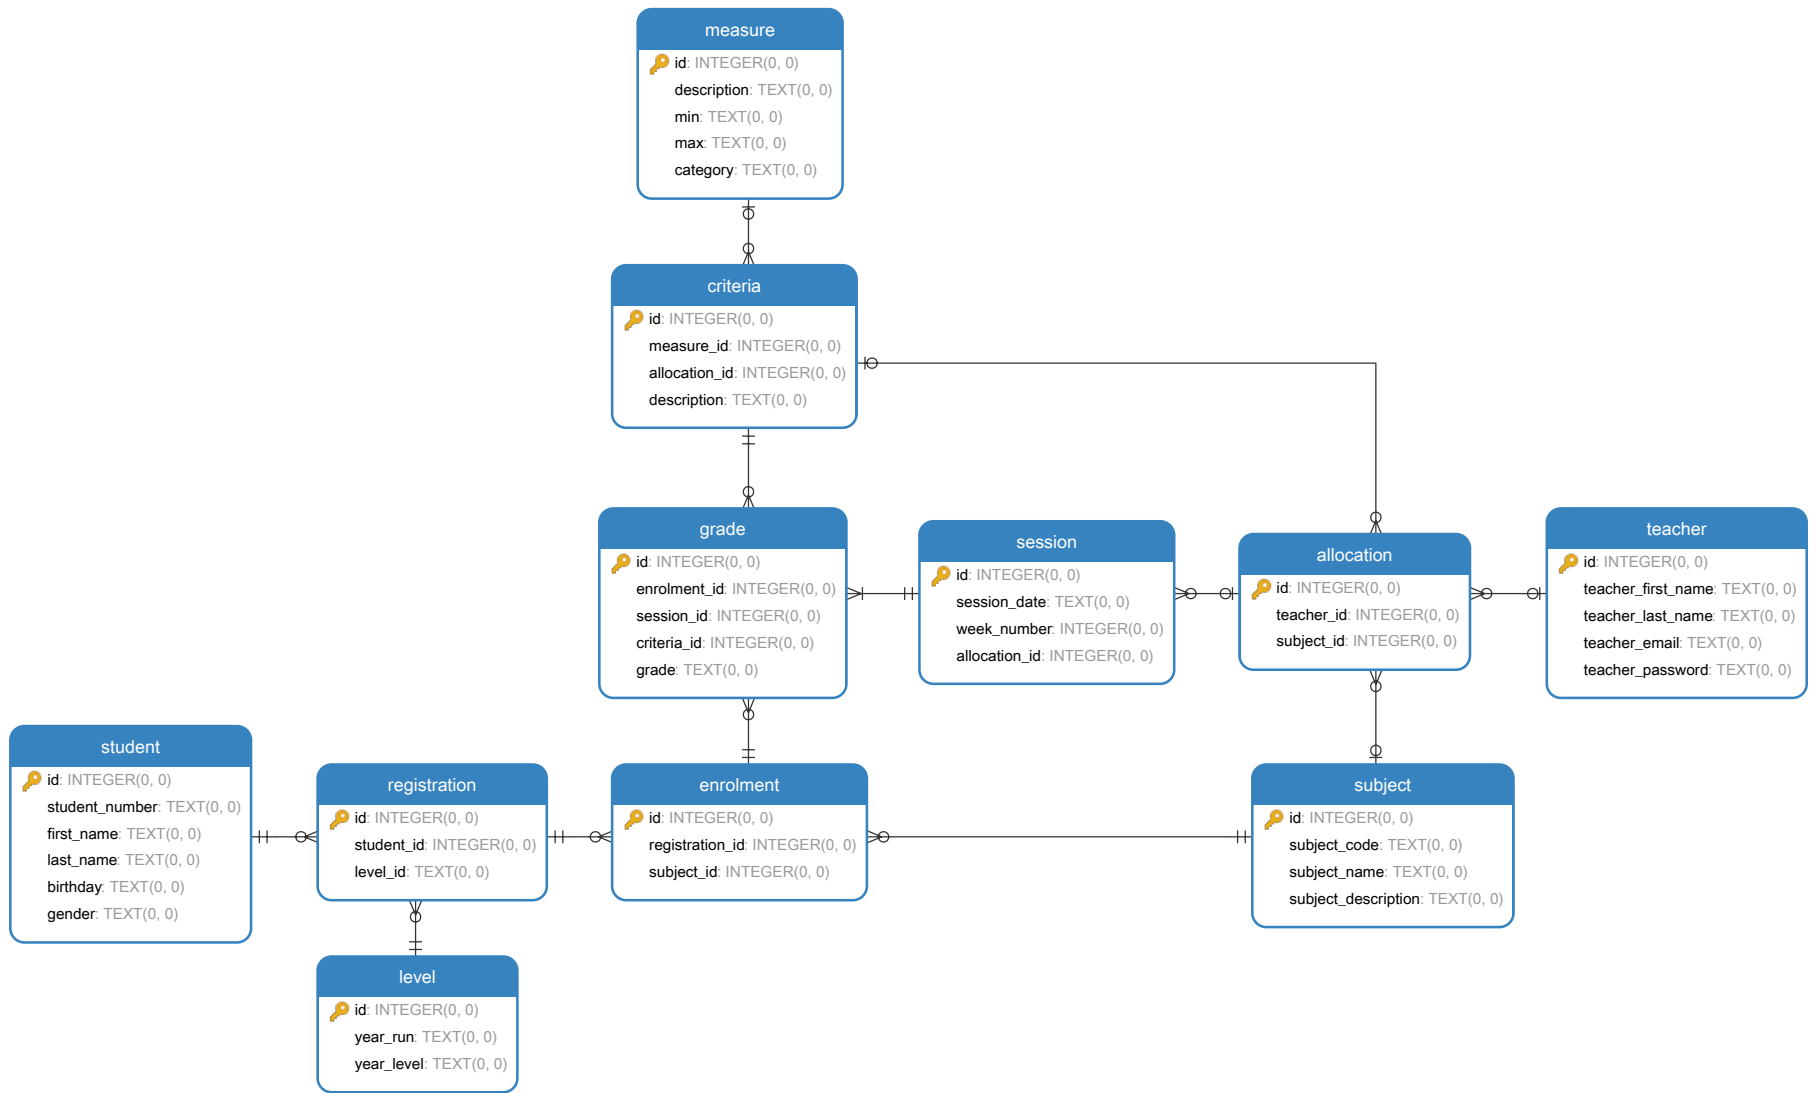 measure
id: INTEGER(0, 0)
description: TEXT(0, 0)
min: TEXT(0, 0)
max: TEXT(0, 0)
category: TEXT(0, 0)
criteria
id: INTEGER(0, 0)
measure_id: INTEGER(0, 0)
allocation_id: INTEGER(0, 0)
description: TEXT(0, 0)
grade
id: INTEGER(0, 0)
enrolment_id: INTEGER(0, 0)
session_id: INTEGER(0, 0)
criteria_id: INTEGER(0, 0)
grade: TEXT(0, 0)
session
id: INTEGER(0, 0)
session_date: TEXT(0, 0)
week_number: INTEGER(0, 0)
allocation_id: INTEGER(0, 0)
allocation
id: INTEGER(0, 0)
teacher_id: INTEGER(0, 0)
subject_id: INTEGER(0, 0)
teacher
id: INTEGER(0, 0)
teacher_first_name: TEXT(0, 0)
teacher_last_name: TEXT(0, 0)
teacher_email: TEXT(0, 0)
teacher_password: TEXT(0, 0)
student
id: INTEGER(0, 0)
student_number: TEXT(0, 0)
first_name: TEXT(0, 0)
last_name: TEXT(0, 0)
birthday: TEXT(0, 0)
gender: TEXT(0, 0)
registration
id: INTEGER(0, 0)
student_id: INTEGER(0, 0)
level_id: TEXT(0, 0)
enrolment
id: INTEGER(0, 0)
registration_id: INTEGER(0, 0)
subject_id: INTEGER(0, 0)
subject
id: INTEGER(0, 0)
subject_code: TEXT(0, 0)
subject_name: TEXT(0, 0)
subject_description: TEXT(0, 0)
level
id: INTEGER(0, 0)
year_run: TEXT(0, 0)
year_level: TEXT(0, 0)